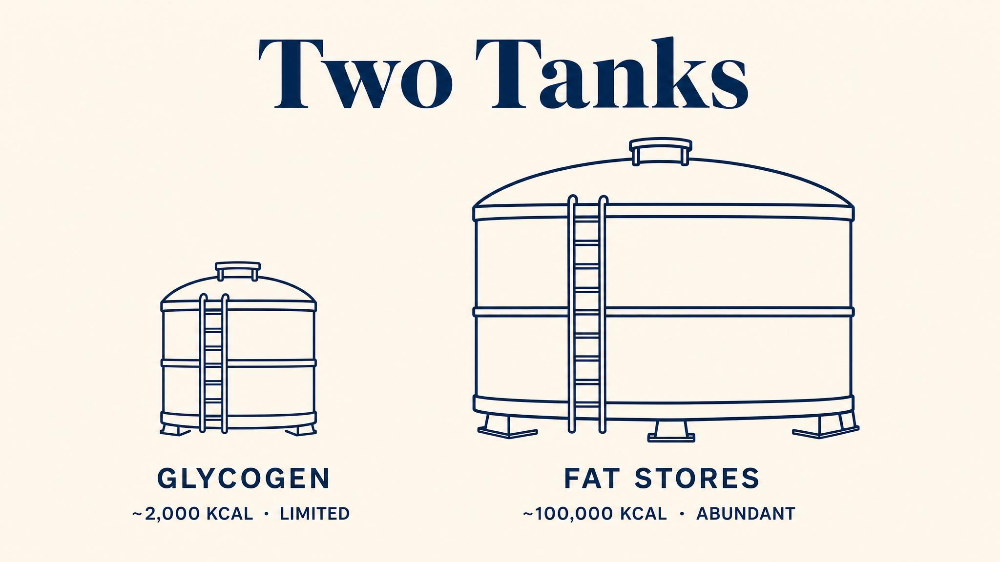 Two Tanks
GLYCOGEN
~2,000 KCAL • LIMITED
FAT STORES
~100,000 KCAL • ABUNDANT